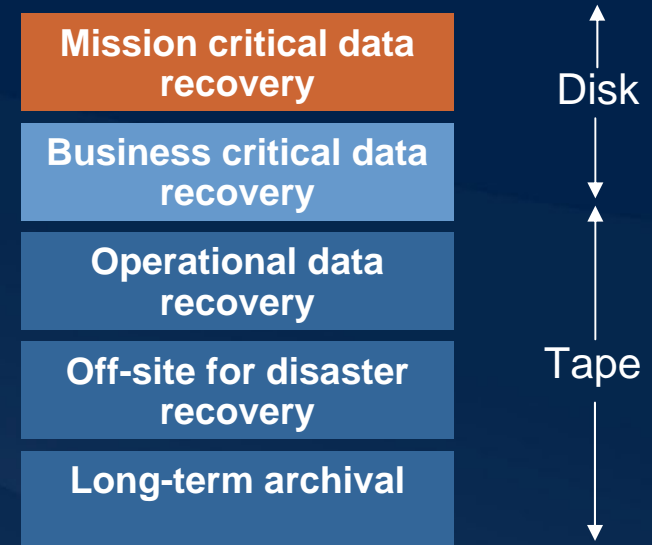 Mission critical data
recovery
Disk
Business critical data
recovery
Operational data
recovery
Off-site for disaster
recovery
Tape
Long-term archival